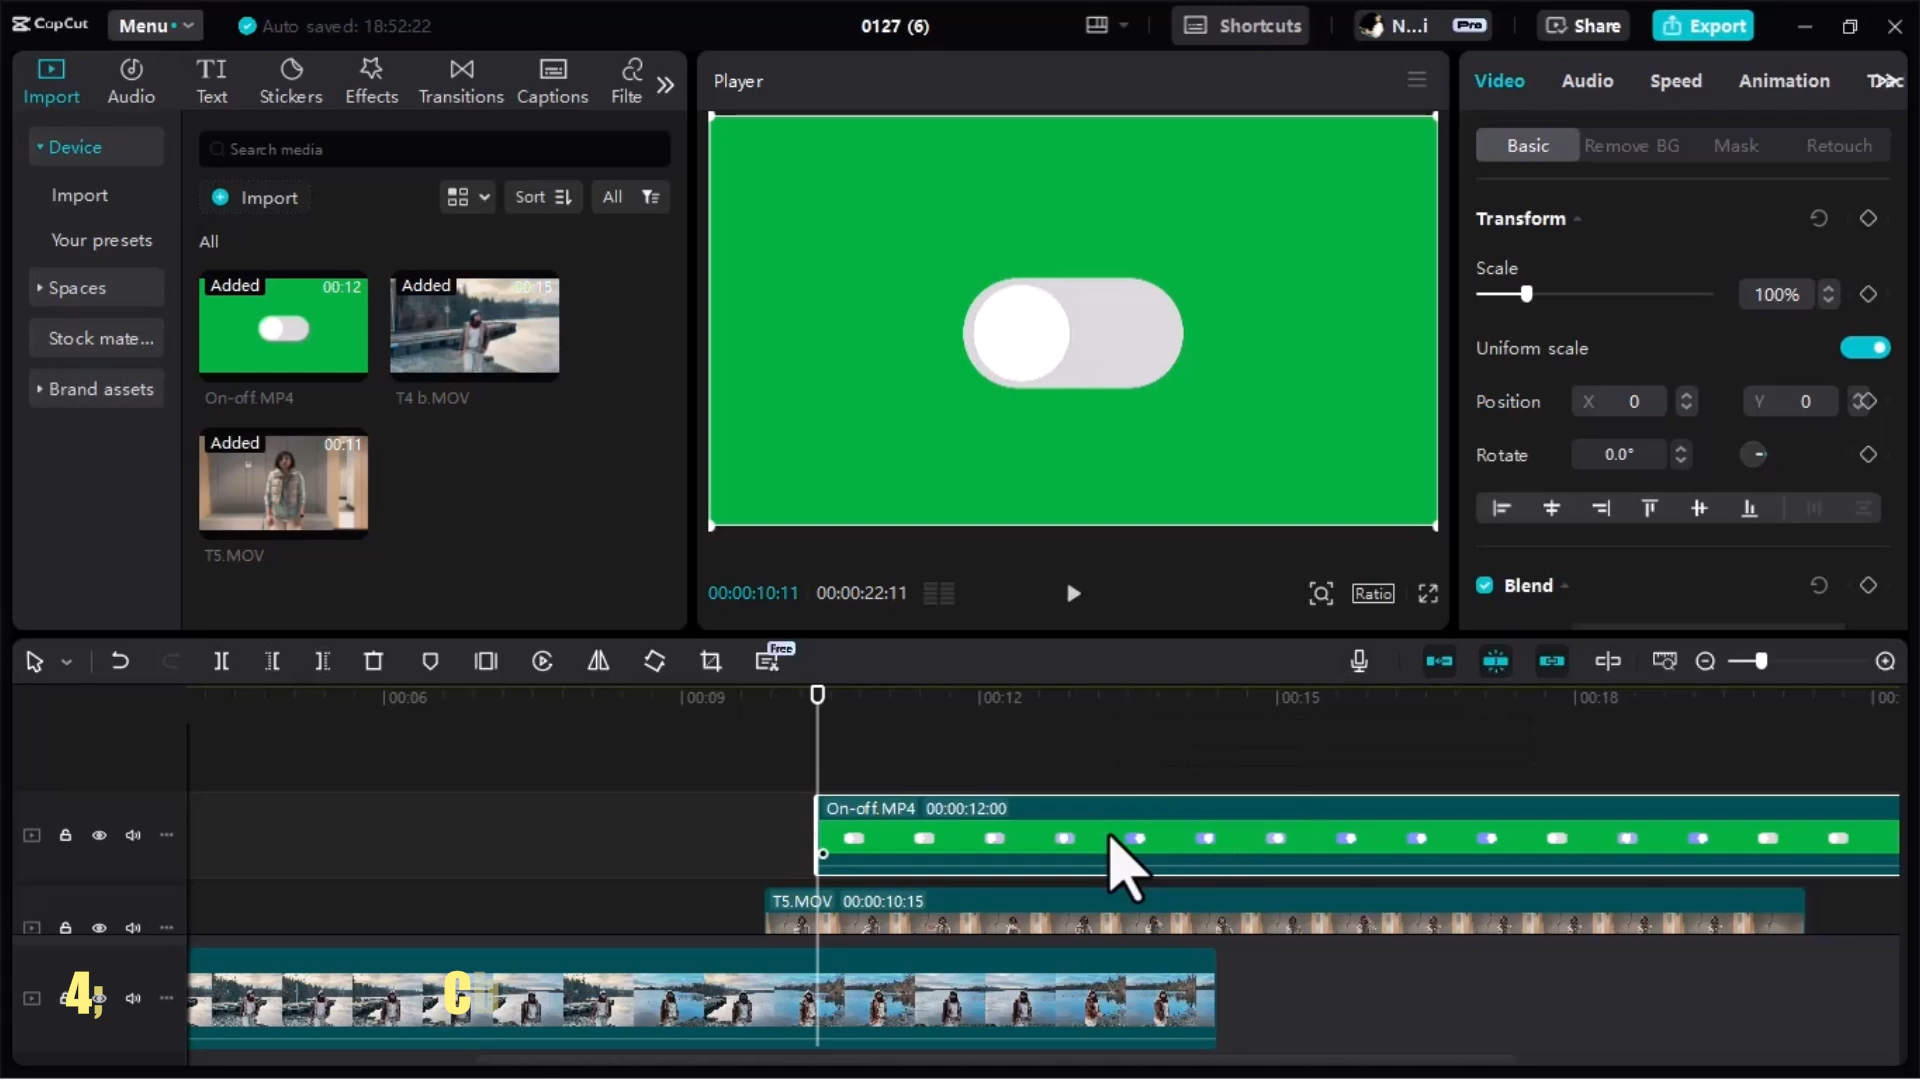 CapCut
Menu
Auto saved: 18:52:22
0127 (6)
Shortcuts
N...i
Pro
Share
Export
Import
Audio
TI
Text
Stickers
Effects
Transitions
Captions
Filte
Device
Import
Your presets
Spaces
Stock mate...
Brand assets
Search media
Import
Sort
All
All
Added
00:12
On-off.MP4
Added
00:15
T4 b.MOV
Added
00:11
T5.MOV
Player
00:00:10:11
00:00:22:11
Ratio
Video
Audio
Speed
Animation
Basic
Remove BG
Mask
Retouch
Transform
Scale
100%
Uniform scale
Position
X 0
Y 0
Rotate
0.0°
Blend
Free
00:06
00:09
00:12
00:15
00:18
00:
On-off.MP4 00:00:12:00
T5.MOV 00:00:10:15
4;
C